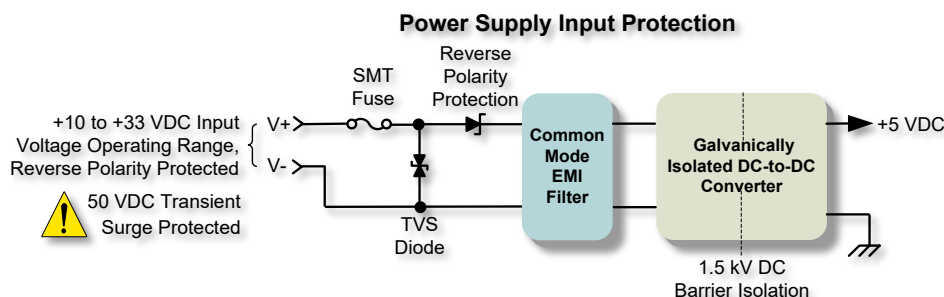 Power Supply Input Protection
Reverse
Polarity
Protection
SMT
Fuse
+10 to +33 VDC Input
Voltage Operating Range,
Reverse Polarity Protected
V+
V-
50 VDC Transient
Surge Protected
TVS
Diode
Common
Mode
EMI
Filter
Galvanically
Isolated DC-to-DC
Converter
+5 VDC
1.5 kV DC
Barrier Isolation